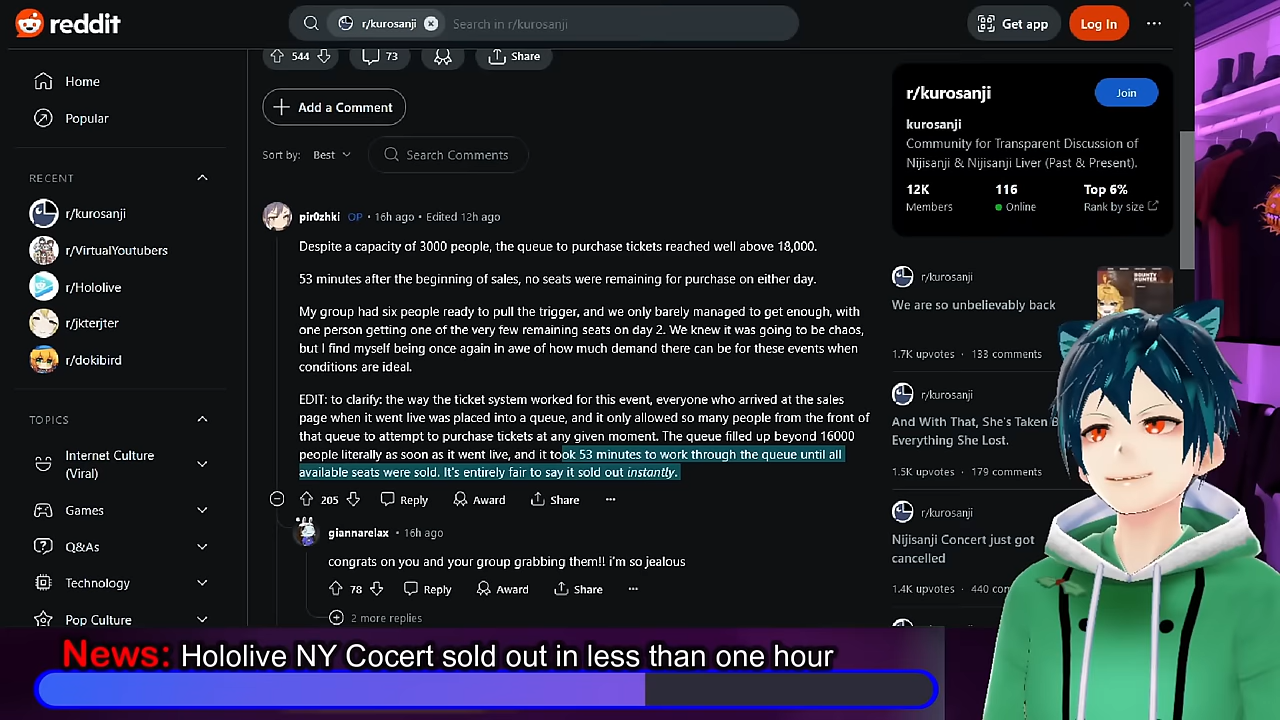 reddit
r/kurosanji
Search in r/kurosanji
Get app
Log In
Home
Popular
RECENT
r/kurosanji
r/VirtualYoutubers
r/Hololive
r/jkterjter
r/dokibird
TOPICS
Internet Culture
(Viral)
Games
Q&As
Technology
Pop Culture
544
73
Share
Add a Comment
Sort by:
Best
Search Comments
pir0zhki OP • 16h ago • Edited 12h ago
Despite a capacity of 3000 people, the queue to purchase tickets reached well above 18,000.
53 minutes after the beginning of sales, no seats were remaining for purchase on either day.
My group had six people ready to pull the trigger, and we only barely managed to get enough, with
one person getting one of the very few remaining seats on day 2. We knew it was going to be chaos,
but I find myself being once again in awe of how much demand there can be for these events when
conditions are ideal.
EDIT: to clarify: the way the ticket system worked for this event, everyone who arrived at the sales
page when it went live was placed into a queue, and it only allowed so many people from the front of
that queue to attempt to purchase tickets at any given moment. The queue filled up beyond 16000
people literally as soon as it went live, and it took 53 minutes to work through the queue until all
available seats were sold. It's entirely fair to say it sold out instantly.
205
Reply
Award
Share
giannarelax • 16h ago
congrats on you and your group grabbing them!! i'm so jealous
78
Reply
Award
Share
2 more replies
r/kurosanji
Join
kurosanji
Community for Transparent Discussion of
Nijisanji & Nijisanji Liver (Past & Present).
12K
116
Top 6%
Members
Online
Rank by size
r/kurosanji
We are so unbelievably back
BOUNTY
HUNTER
1.7K upvotes · 133 comments
r/kurosanji
And With That, She's Taken
Everything She Lost.
1.5K upvotes · 179 comments
r/kurosanji
Nijisanji Concert just got
cancelled
1.4K upvotes · 440
News: Hololive NY Cocert sold out in less than one hour